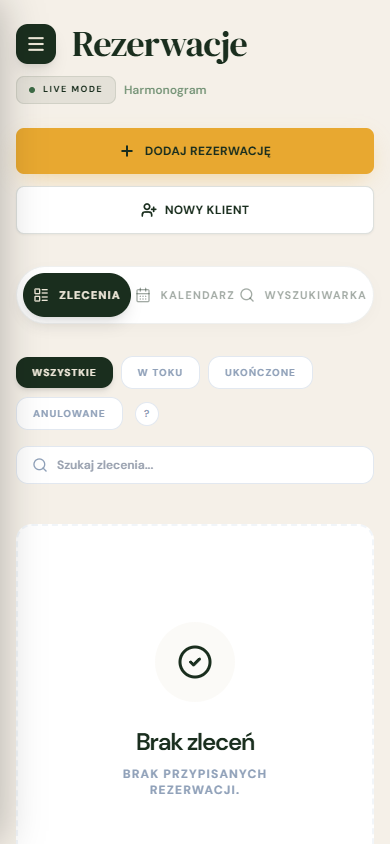 Rezerwacje
LIVE MODE
Harmonogram
DODAJ REZERWACJĘ
NOWY KLIENT
ZLECENIA
KALENDARZ
WYSZUKIWARKA
WSZYSTKIE
W TOKU
UKOŃCZONE
ANULOWANE
?
Szukaj zlecenia...
Brak zleceń
BRAK PRZYPISANYCH
REZERWACJI.